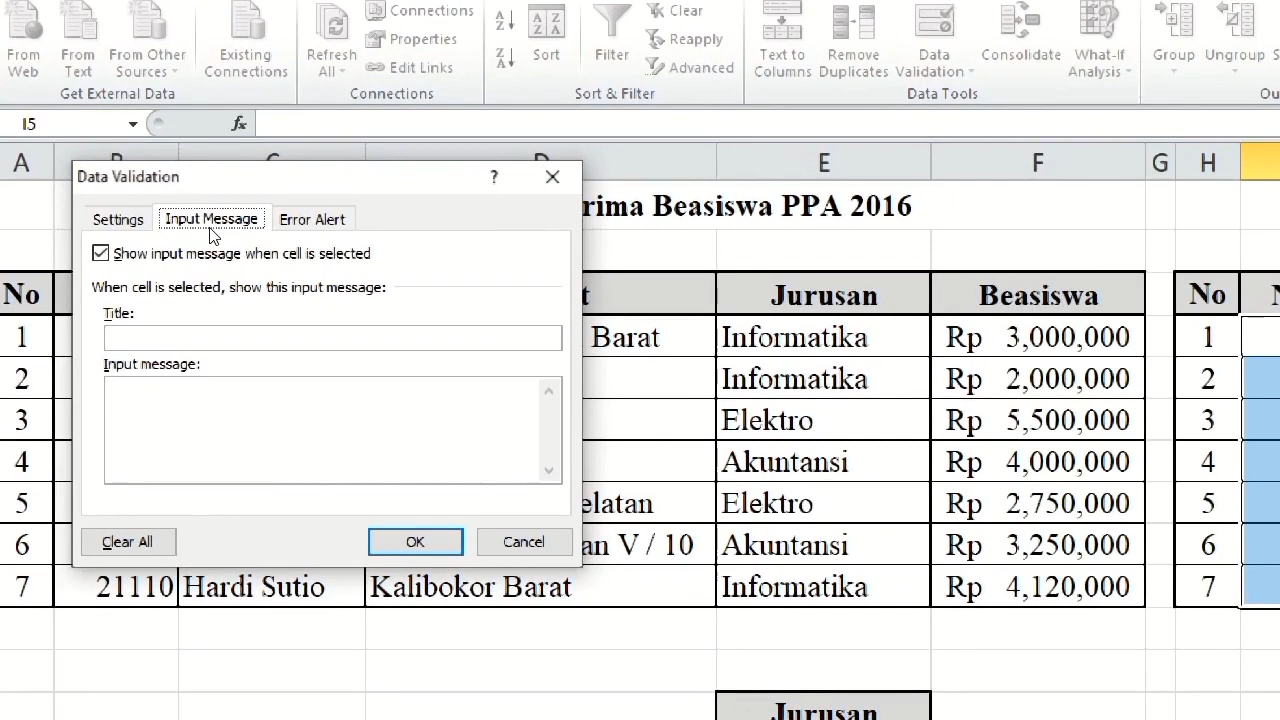 From Web
From Text
From Other Sources
Existing Connections
Get External Data
Refresh All
Connections
Properties
Edit Links
Connections
Sort
Filter
Clear
Reapply
Advanced
Sort & Filter
Text to Columns
Remove Duplicates
Data Validation
Consolidate
What-If Analysis
Data Tools
Group
Ungroup
I5
fx
A
E F G H
Data Validation ?
Settings Input Message Error Alert
Show input message when cell is selected
When cell is selected, show this input message:
Title:
Input message:
Clear All OK Cancel
rima Beasiswa PPA 2016
No t Jurusan Beasiswa No
1 Barat Informatika Rp 3,000,000 1
2 Informatika Rp 2,000,000 2
3 Elektro Rp 5,500,000 3
4 Akuntansi Rp 4,000,000 4
5 elatan Elektro Rp 2,750,000 5
6 an V / 10 Akuntansi Rp 3,250,000 6
7 21110 Hardi Sutio Kalibokor Barat Informatika Rp 4,120,000 7
Jurusan